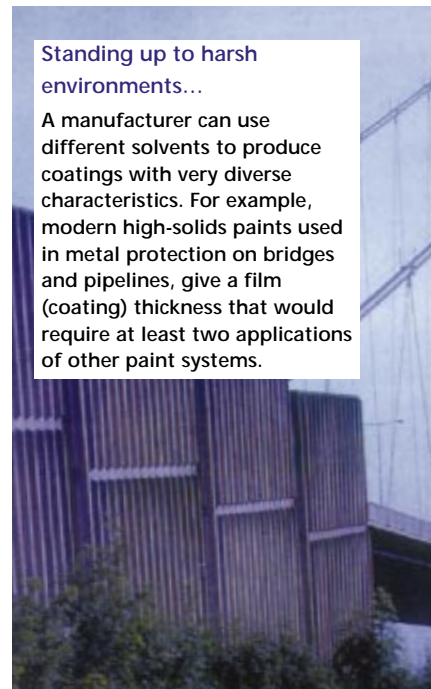 Standing up to harsh
environments…
A manufacturer can use
different solvents to produce
coatings with very diverse
characteristics. For example,
modern high-solids paints used
in metal protection on bridges
and pipelines, give a film
(coating) thickness that would
require at least two applications
of other paint systems.